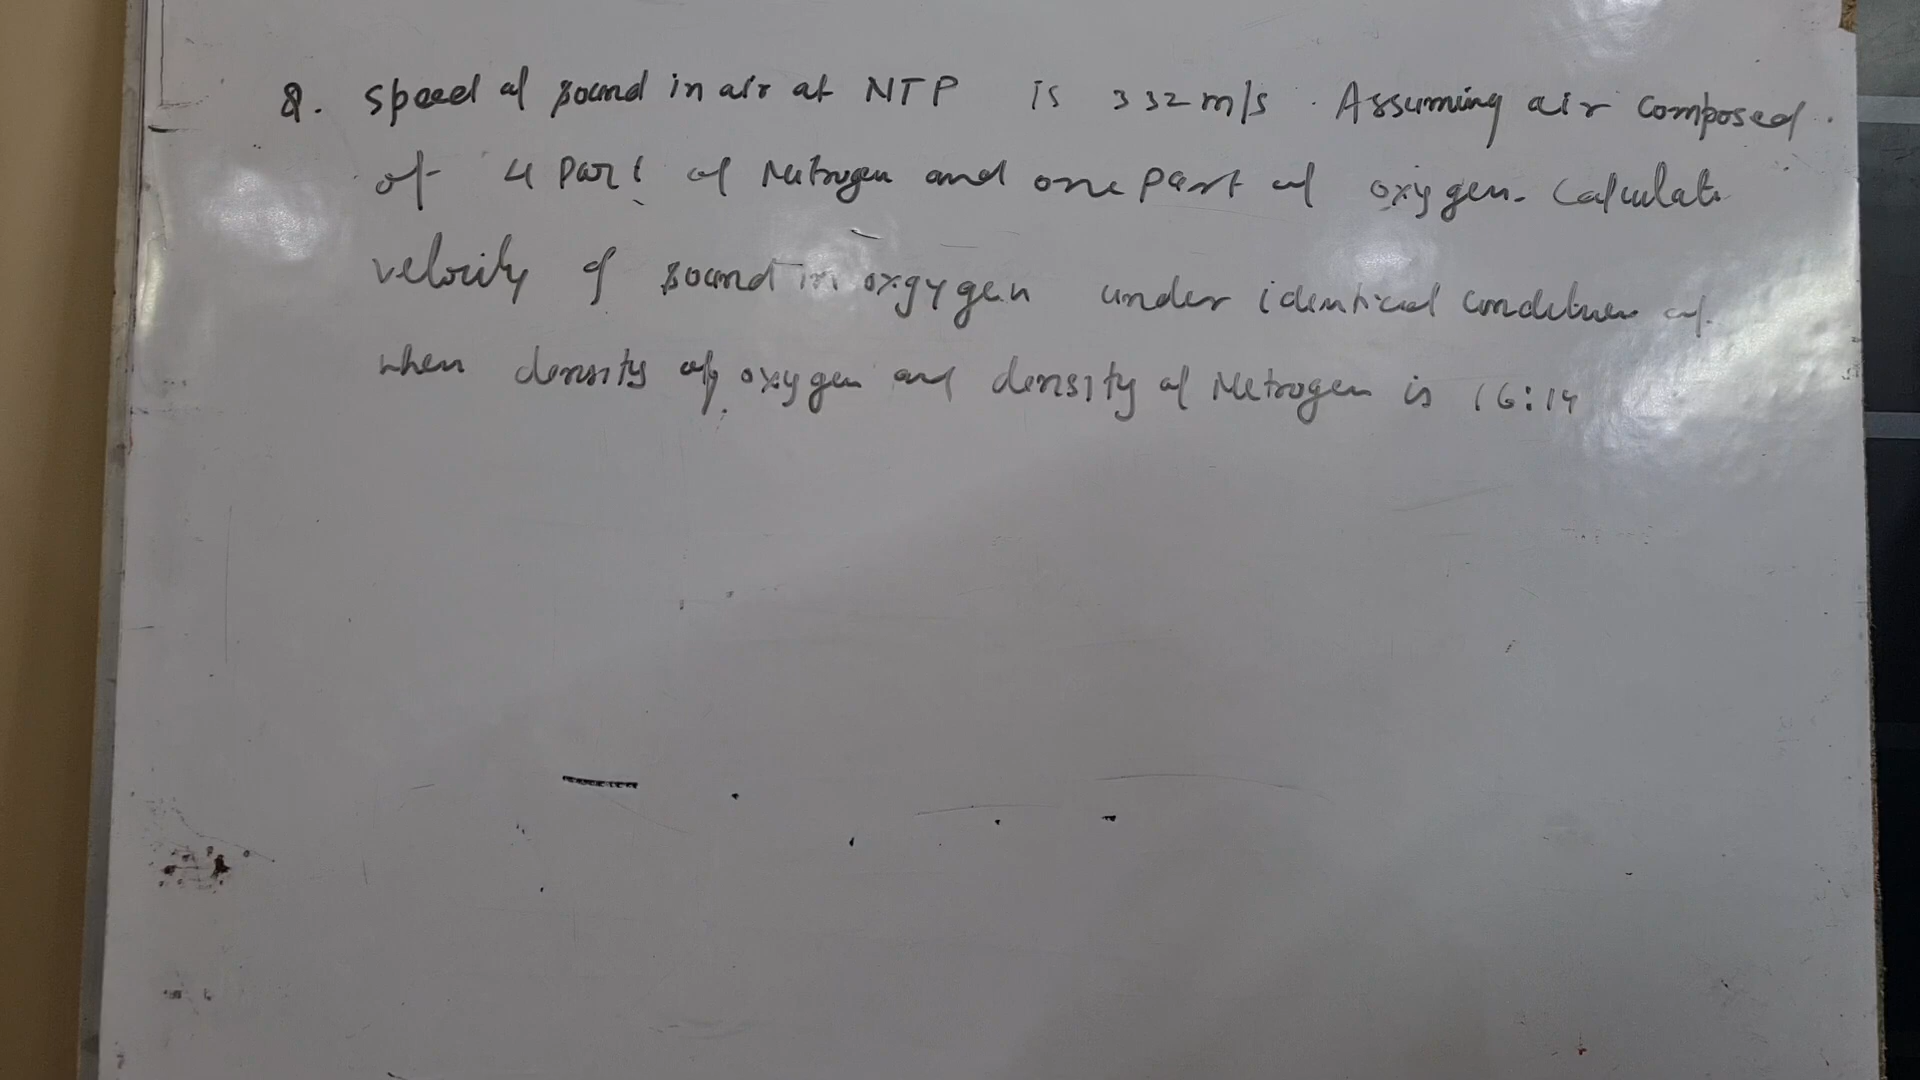 Q. Speed of sound in air at NTP is 332 m/s. Assuming air composed
of 4 part of Nitrogen and one part of oxygen. Calculate
velocity of sound in oxgygen under identical conditions of
when density of oxygen and density of Nitrogen is 16:14